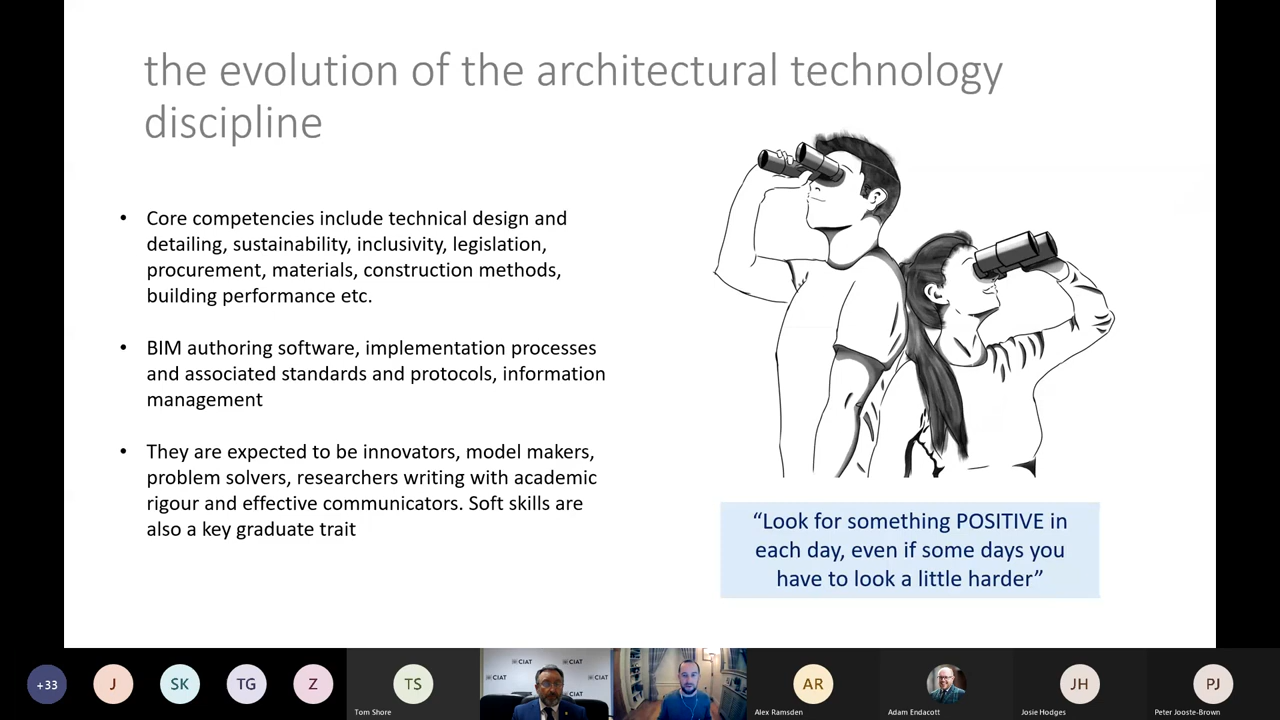 the evolution of the architectural technology
discipline
• Core competencies include technical design and
detailing, sustainability, inclusivity, legislation,
procurement, materials, construction methods,
building performance etc.
• BIM authoring software, implementation processes
and associated standards and protocols, information
management
• They are expected to be innovators, model makers,
problem solvers, researchers writing with academic
rigour and effective communicators. Soft skills are
also a key graduate trait
“Look for something POSITIVE in
each day, even if some days you
have to look a little harder”
+33
J
SK
TG
Z
TS
Tom Shore
CIAT
CIAT
CIAT
CIAT
CIAT
AR
Alex Ramsden
Adam Endacott
JH
Josie Hodges
PJ
Peter Jooste-Brown